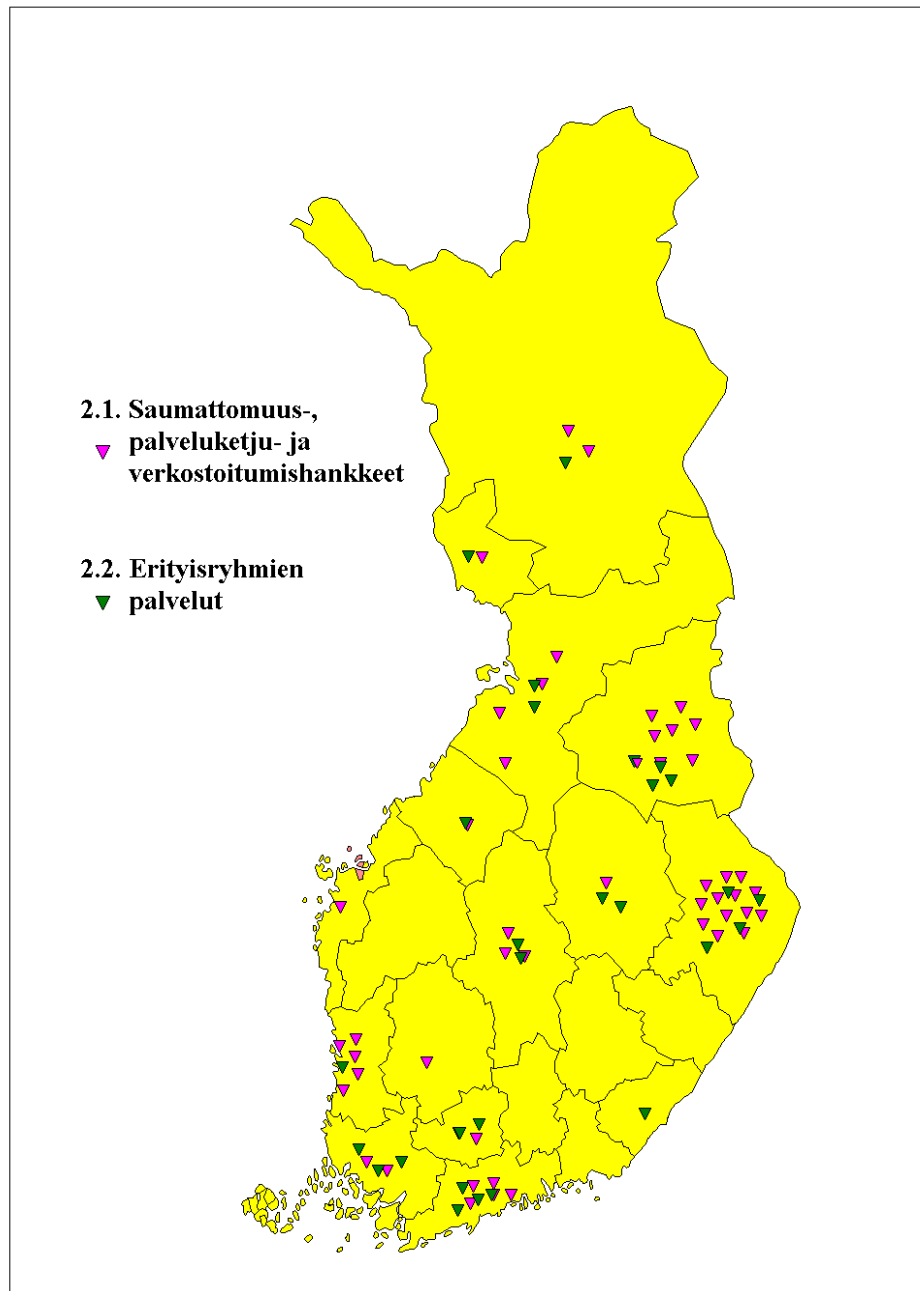 2.1. Saumattomuus-,
palveluketju- ja
verkostoitumishankkeet
2.2. Erityisryhmien
palvelut